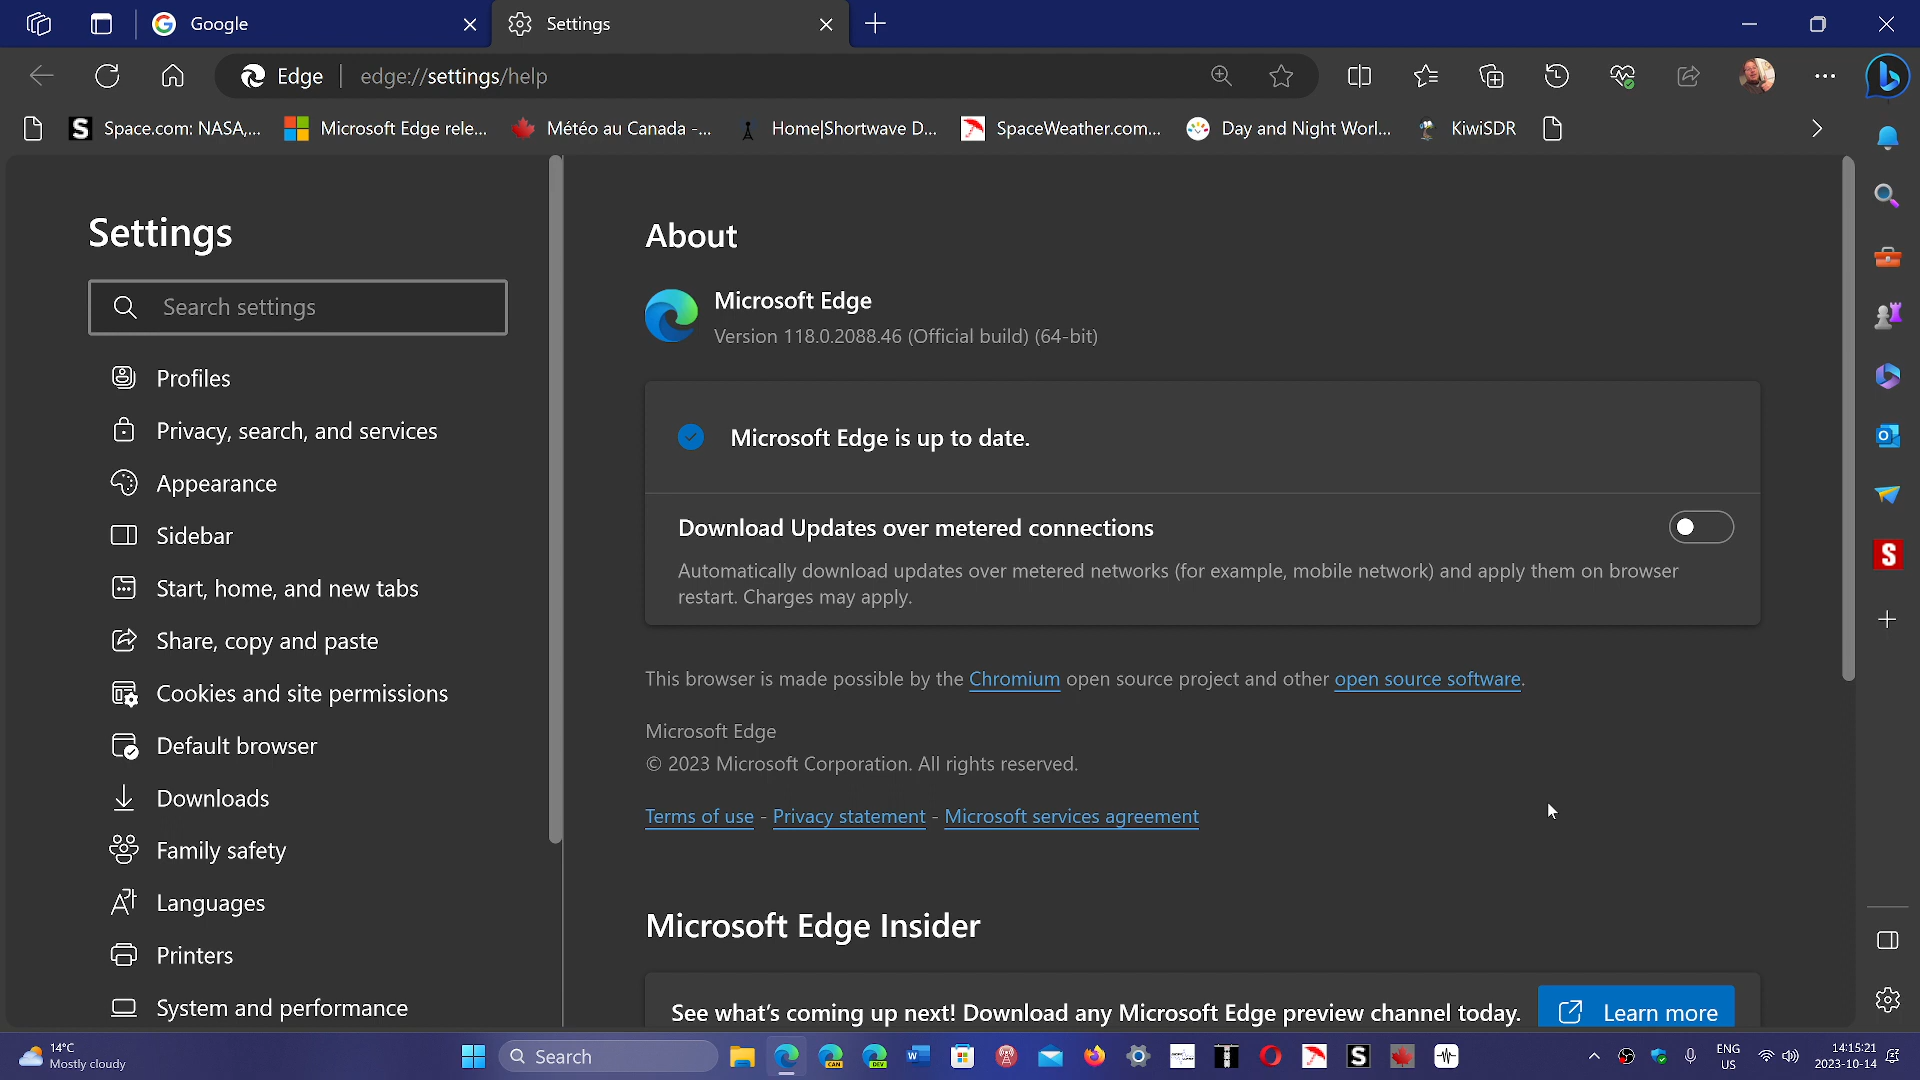 Google
Settings
Edge
edge://settings/help
Space.com: NASA,...
Microsoft Edge rele...
Météo au Canada -...
Home|Shortwave D...
SpaceWeather.com...
Day and Night Worl...
KiwiSDR
Settings
Search settings
Profiles
Privacy, search, and services
Appearance
Sidebar
Start, home, and new tabs
Share, copy and paste
Cookies and site permissions
Default browser
Downloads
Family safety
Languages
Printers
System and performance
About
Microsoft Edge
Version 118.0.2088.46 (Official build) (64-bit)
Microsoft Edge is up to date.
Download Updates over metered connections
Automatically download updates over metered networks (for example, mobile network) and apply them on browser
restart. Charges may apply.
This browser is made possible by the Chromium open source project and other open source software.
Microsoft Edge
© 2023 Microsoft Corporation. All rights reserved.
Terms of use - Privacy statement - Microsoft services agreement
Microsoft Edge Insider
See what's coming up next! Download any Microsoft Edge preview channel today.
Learn more
14°C
Mostly cloudy
Search
CAN
DEV
ENG
US
14:15:21
2023-10-14